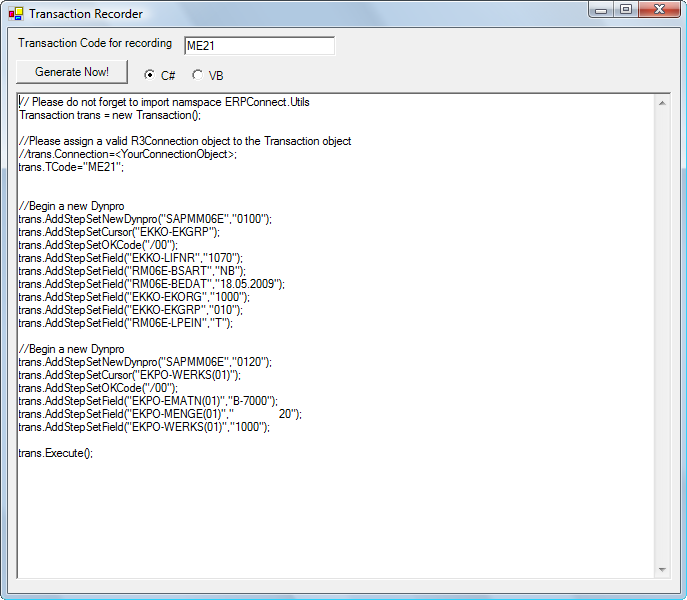 Transaction Recorder
Transaction Code for recording ME21
Generate Now! C# VB
// Please do not forget to import namspace ERPConnect.Utils
Transaction trans = new Transaction();
//Please assign a valid R3Connection object to the Transaction object
//trans.Connection=<YourConnectionObject>;
trans.TCode="ME21";
//Begin a new Dynpro
trans.AddStepSetNewDynpro("SAPMM06E","0100");
trans.AddStepSetCursor("EKKO-EKGRP");
trans.AddStepSetOKCode("/00");
trans.AddStepSetField("EKKO-LIFNR","1070");
trans.AddStepSetField("RM06E-BSART","NB");
trans.AddStepSetField("RM06E-BEDAT","18.05.2009");
trans.AddStepSetField("EKKO-EKORG","1000");
trans.AddStepSetField("EKKO-EKGRP","010");
trans.AddStepSetField("RM06E-LPEIN","T");
//Begin a new Dynpro
trans.AddStepSetNewDynpro("SAPMM06E","0120");
trans.AddStepSetCursor("EKPO-WERKS(01)");
trans.AddStepSetOKCode("/00");
trans.AddStepSetField("EKPO-EMATN(01)","B-7000");
trans.AddStepSetField("EKPO-MENGE(01)","               20");
trans.AddStepSetField("EKPO-WERKS(01)","1000");
trans.Execute();